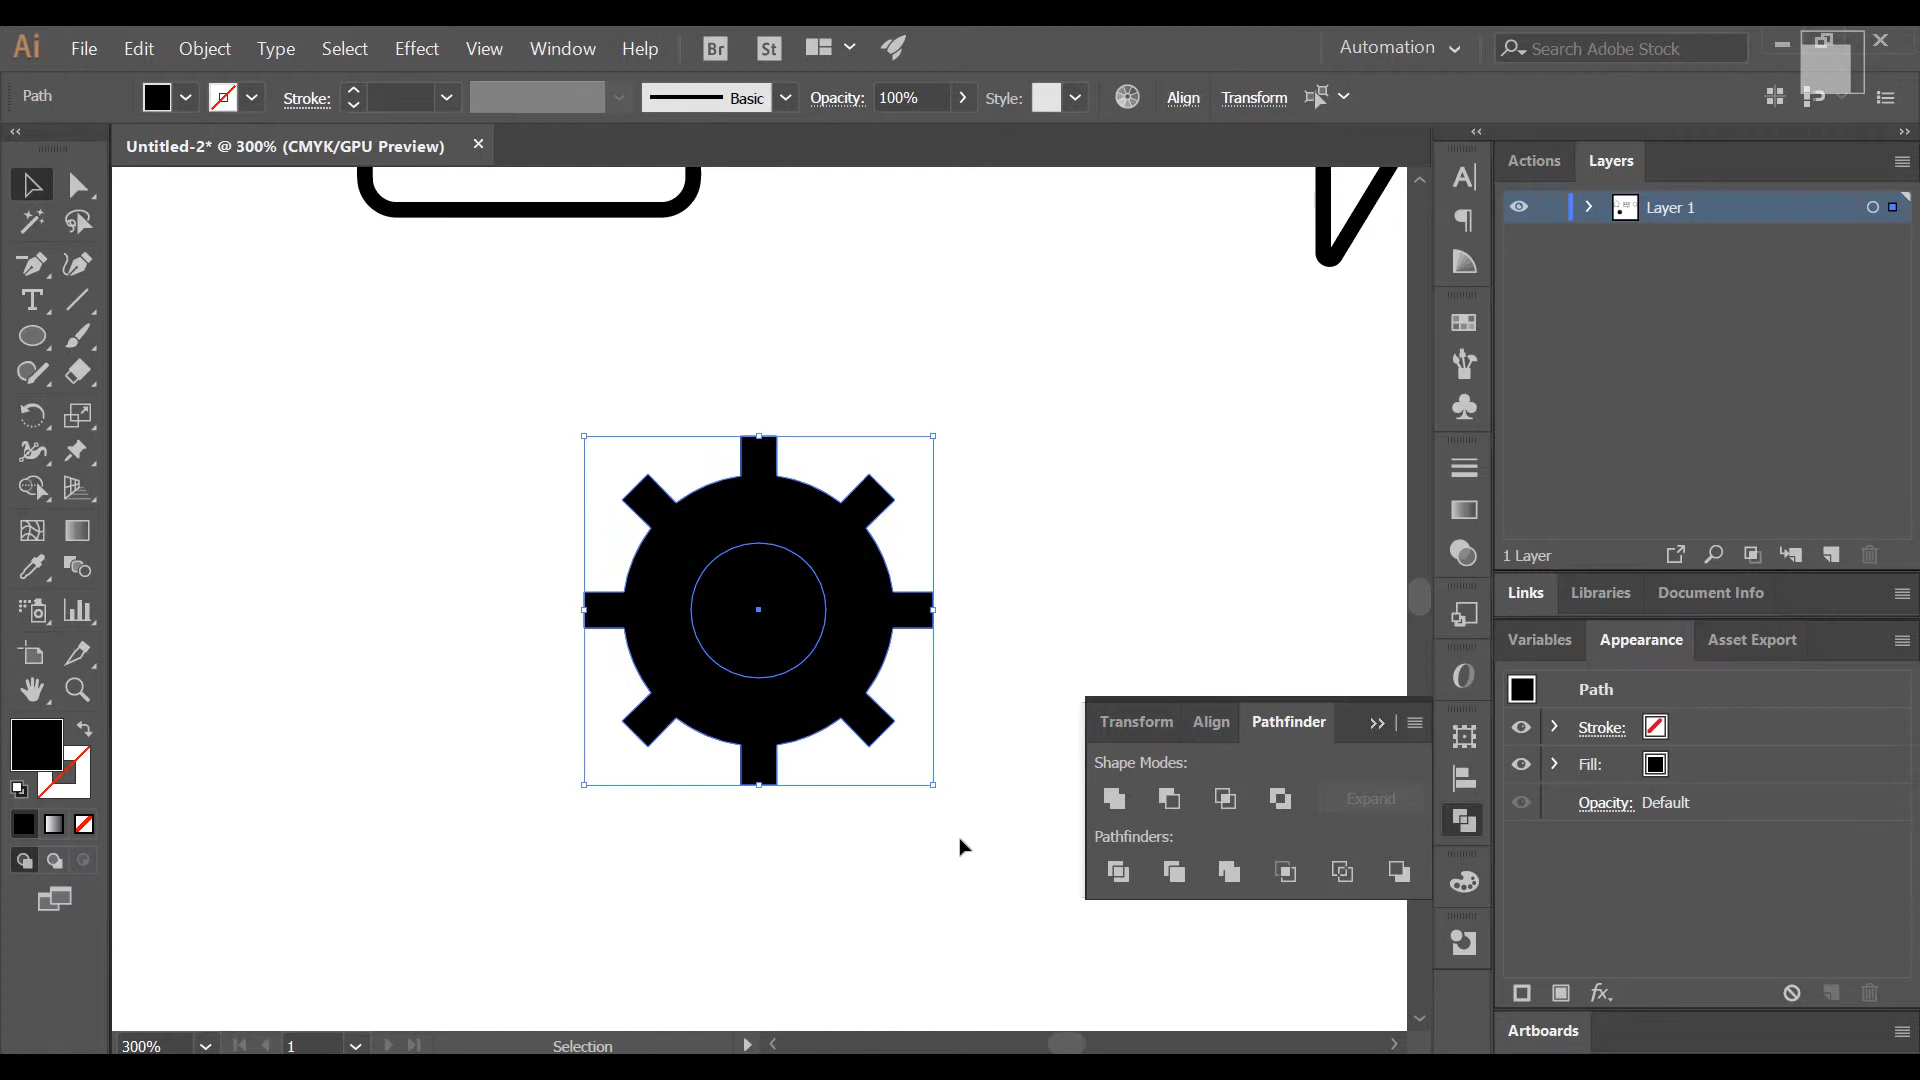 Ai File Edit Object Type Select Effect View Window Help Br St Automation Search Adobe Stock
Path Stroke: Basic Opacity: 100% Style: Align Transform
Untitled-2* @ 300% (CMYK/GPU Preview)
Actions Layers
Layer 1
1 Layer
Links Libraries Document Info
Variables Appearance Asset Export
Path
Stroke:
Fill:
Opacity: Default
Transform Align Pathfinder
Shape Modes:
Expand
Pathfinders:
fx
Artboards
300% 1 Selection